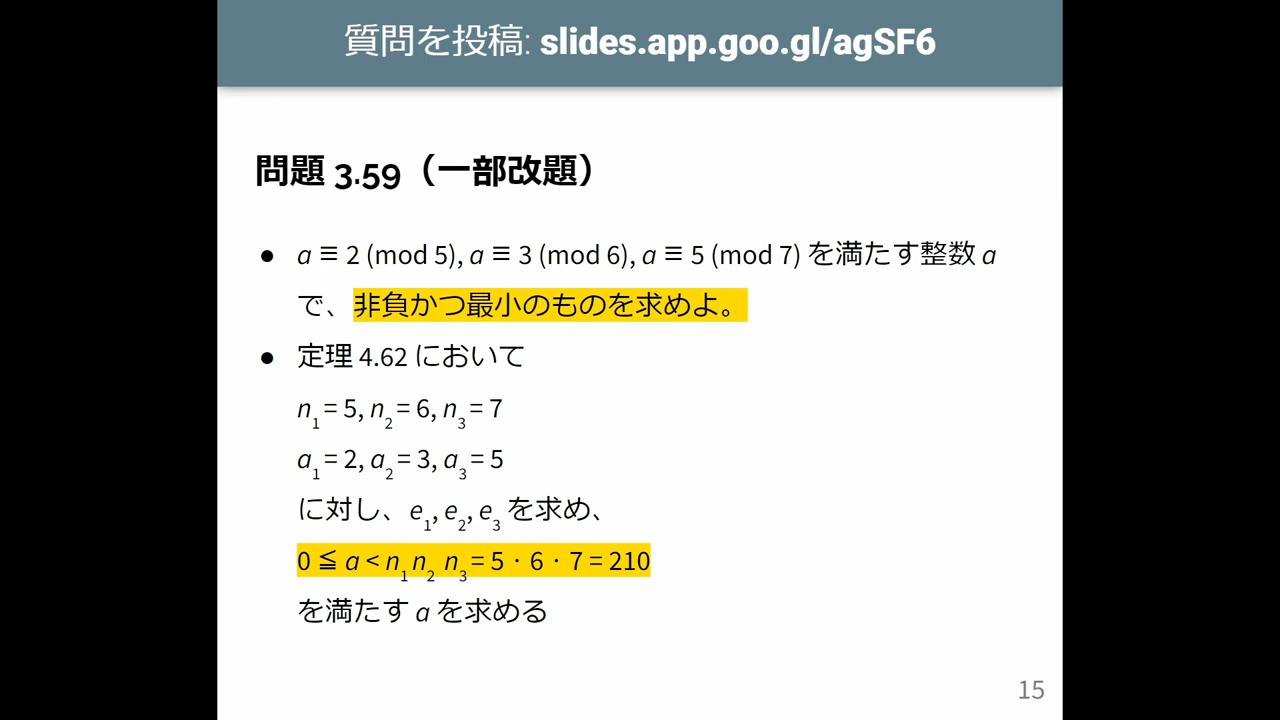 質問を投稿: slides.app.goo.gl/agSF6
問題 3.59（一部改題）
● a ≡ 2 (mod 5), a ≡ 3 (mod 6), a ≡ 5 (mod 7) を満たす整数 a
で、非負かつ最小のものを求めよ。
● 定理 4.62 において
n₁ = 5, n₂ = 6, n₃ = 7
a₁ = 2, a₂ = 3, a₃ = 5
に対し、e₁, e₂, e₃ を求め、
0 ≦ a < n₁ n₂ n₃ = 5・6・7 = 210
を満たす a を求める
15